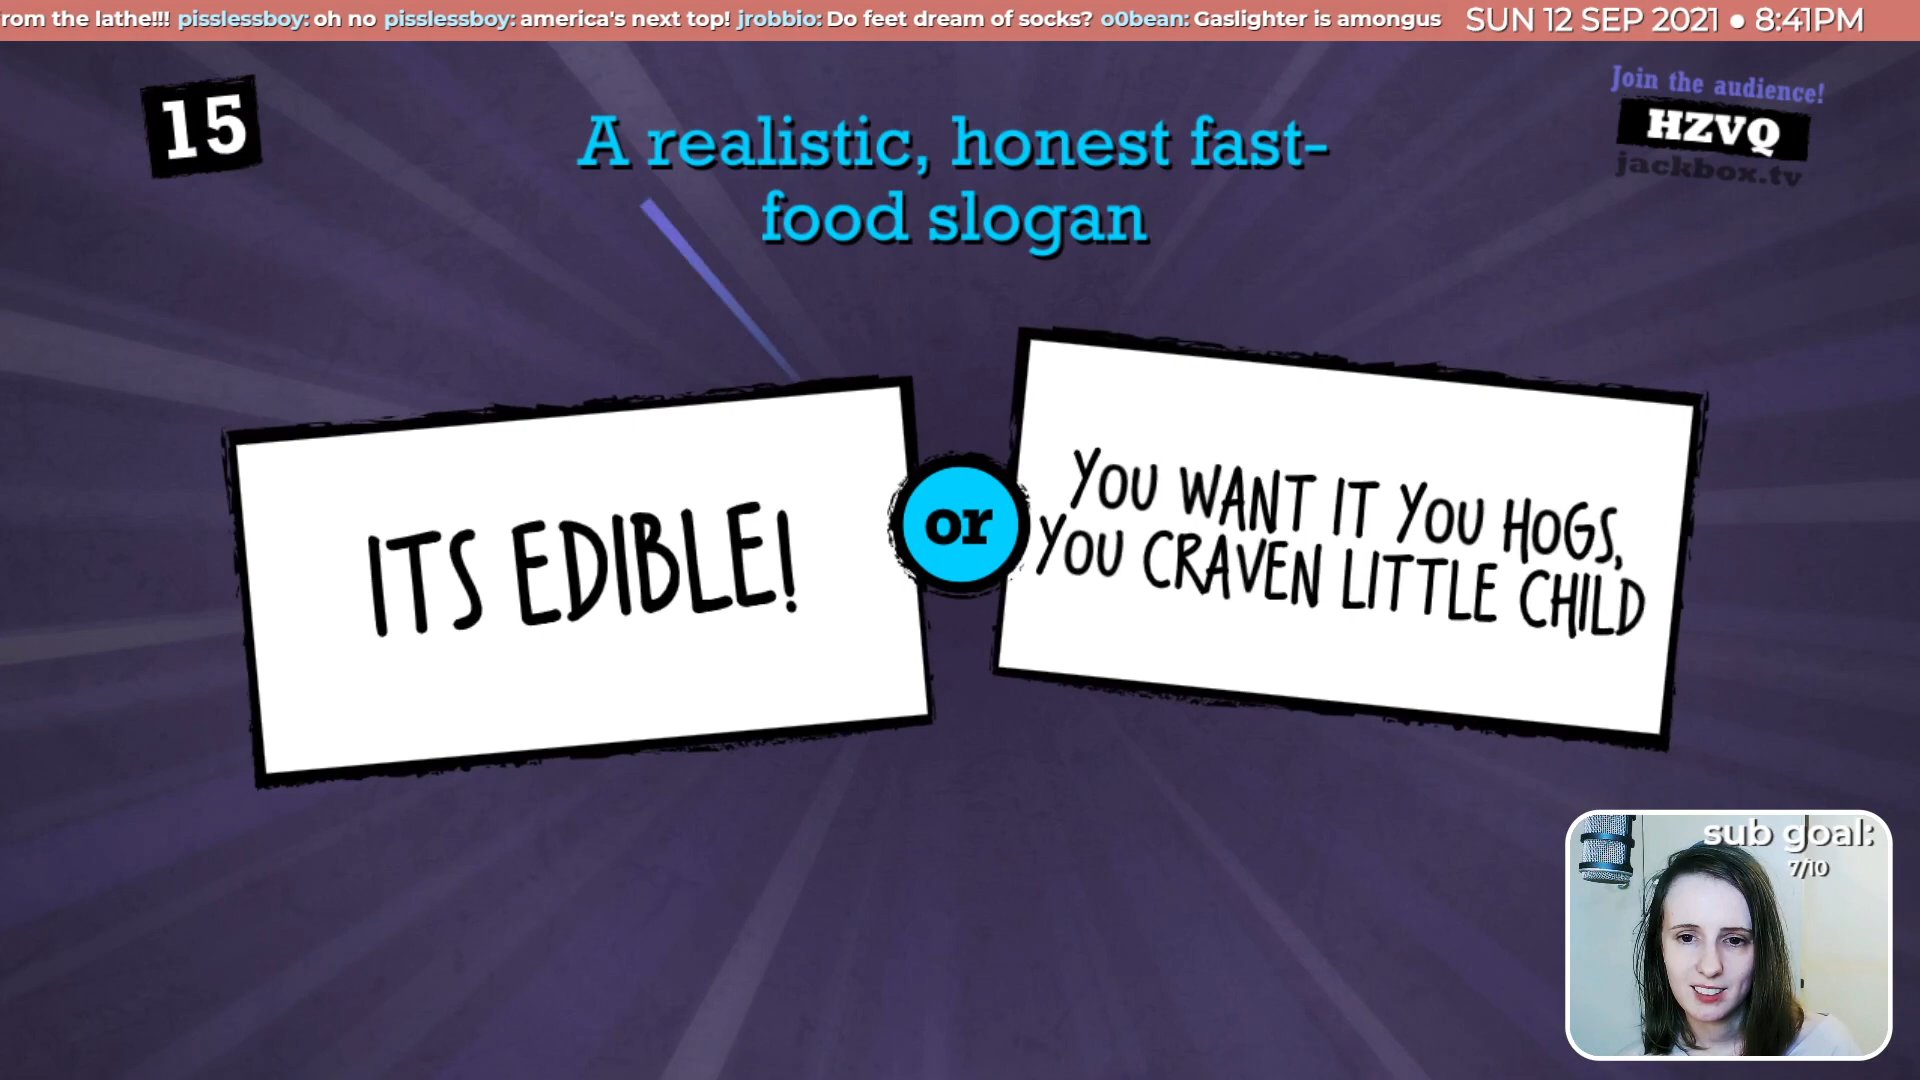 rom the lathe!!! pisslessboy: oh no pisslessboy: america's next top! jrobbio: Do feet dream of socks? o0bean: Gaslighter is amongus
SUN 12 SEP 2021 ● 8:41PM
15
A realistic, honest fast-
food slogan
Join the audience!
HZVQ
jackbox.tv
ITS EDIBLE!
or
YOU WANT IT YOU HOGS,
YOU CRAVEN LITTLE CHILD
sub goal:
7/10